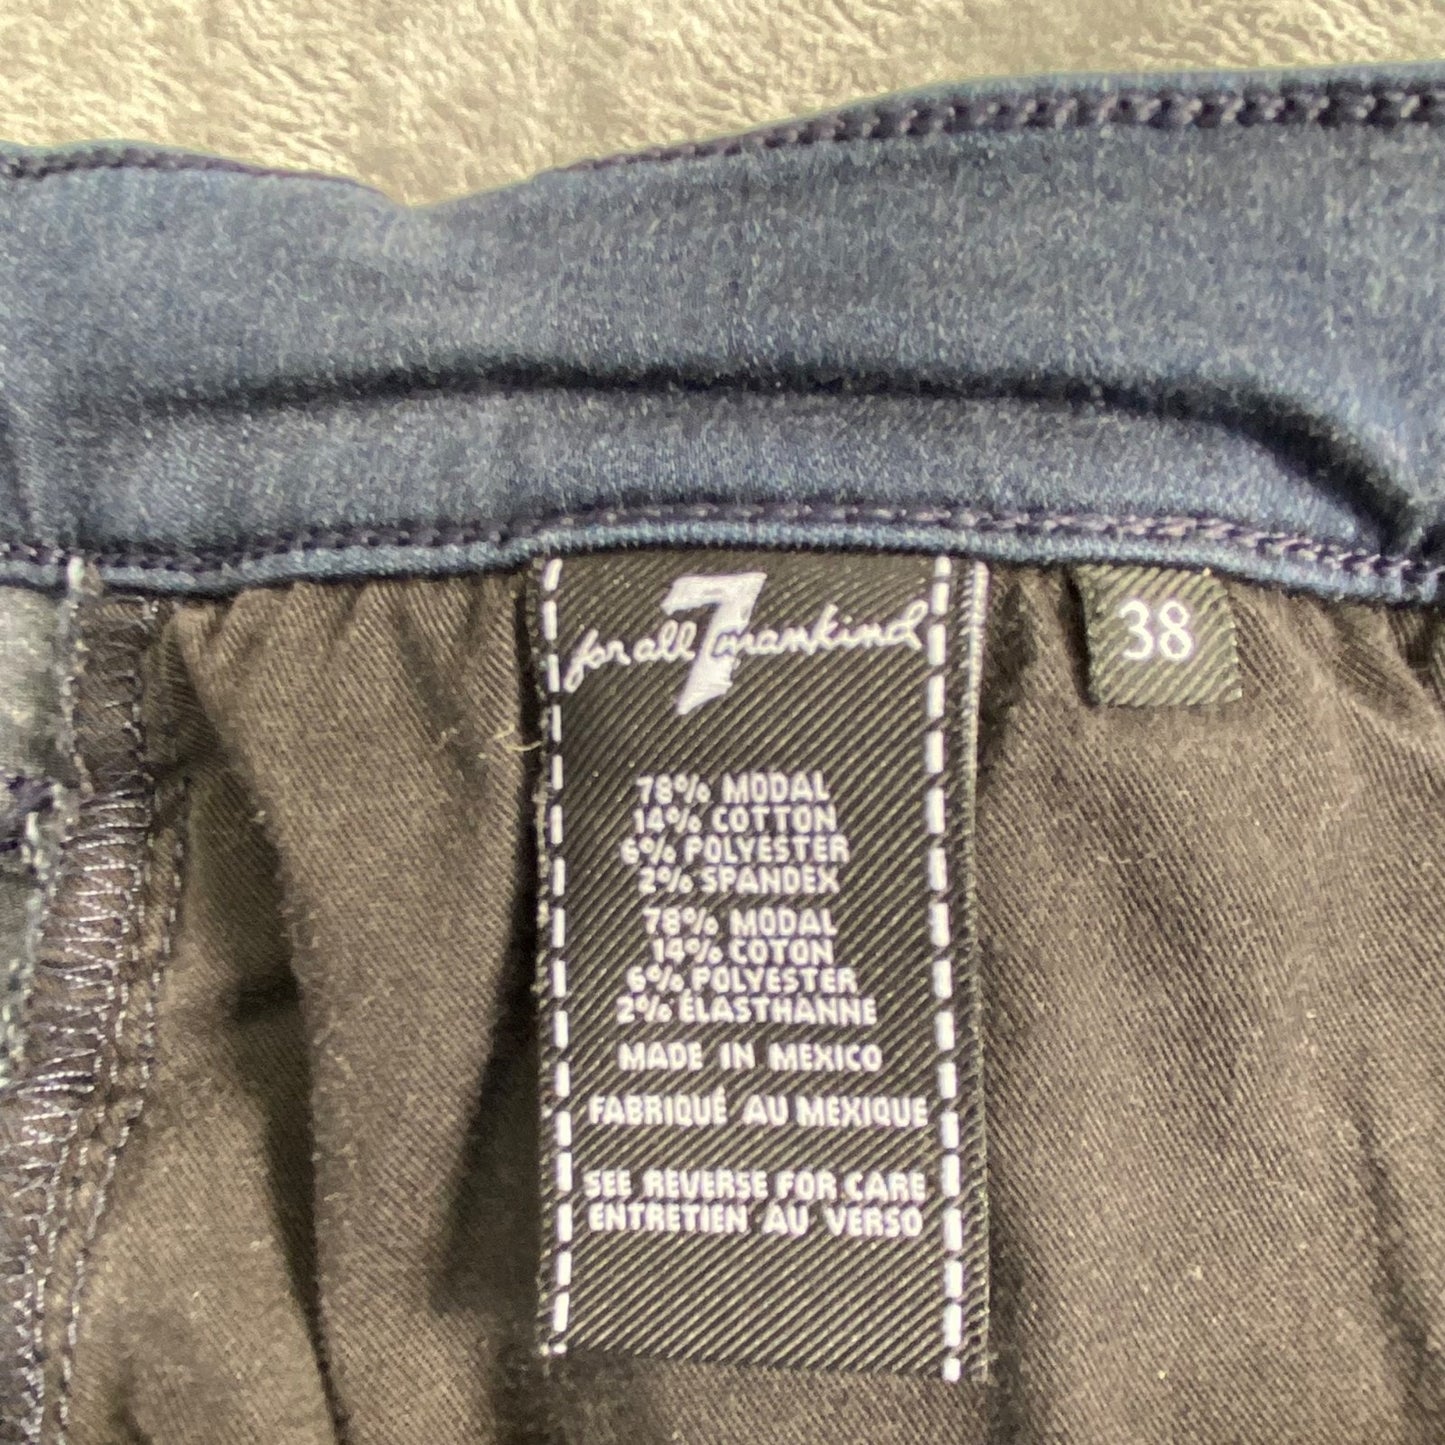 7
for all mankind
38
78% MODAL
14% COTTON
6% POLYESTER
2% SPANDEX
78% MODAL
14% COTON
6% POLYESTER
2% ÉLASTHANNE
MADE IN MEXICO
FABRIQUÉ AU MEXIQUE
SEE REVERSE FOR CARE
ENTRETIEN AU VERSO